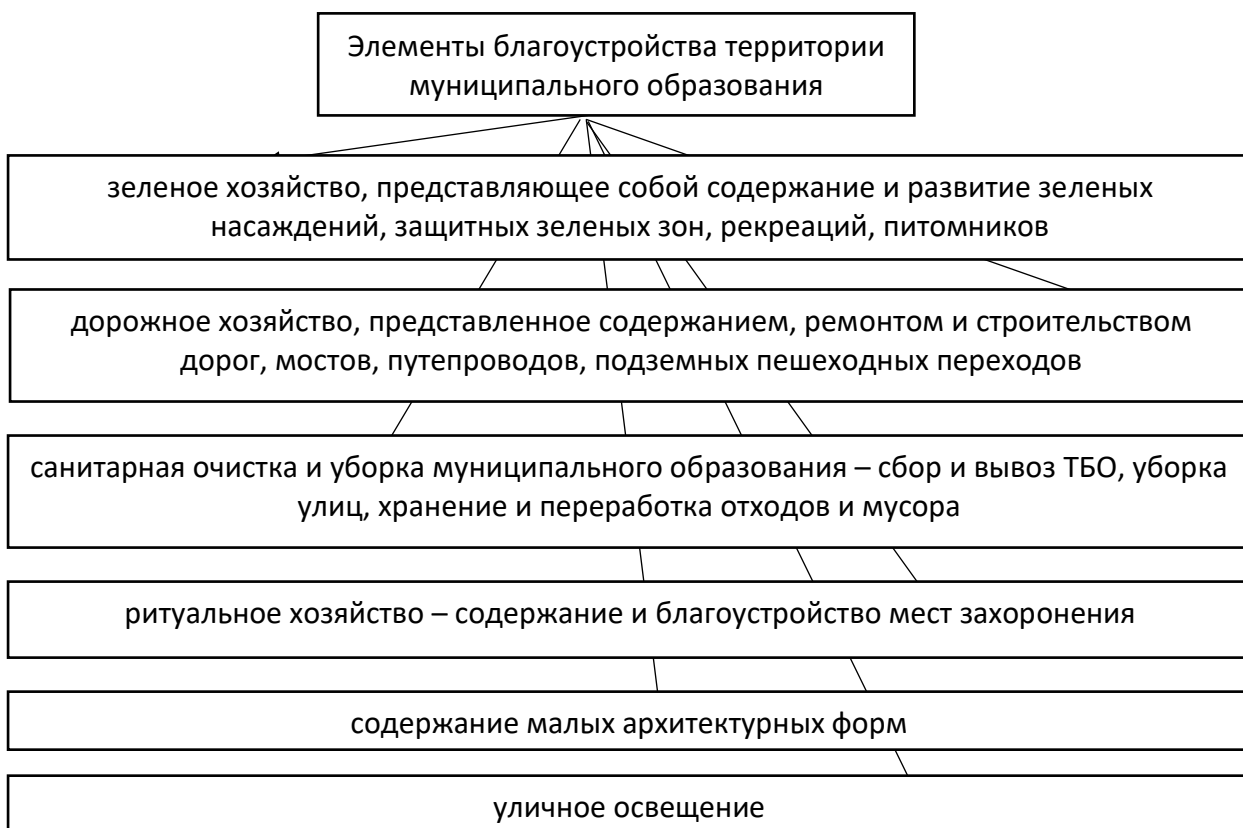 Элементы благоустройства территории
муниципального образования
зеленое хозяйство, представляющее собой содержание и развитие зеленых
насаждений, защитных зеленых зон, рекреаций, питомников
дорожное хозяйство, представленное содержанием, ремонтом и строительством
дорог, мостов, путепроводов, подземных пешеходных переходов
санитарная очистка и уборка муниципального образования – сбор и вывоз ТБО, уборка
улиц, хранение и переработка отходов и мусора
ритуальное хозяйство – содержание и благоустройство мест захоронения
содержание малых архитектурных форм
уличное освещение